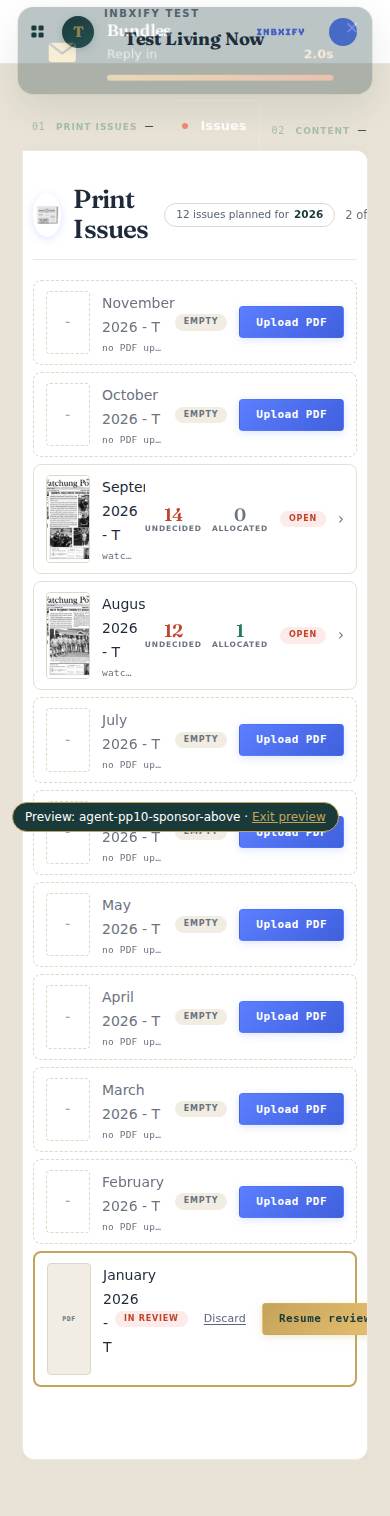 INBXIFY TEST
Bundles
Test Living Now
INBXIFY
T
Reply in
2.0s
01 PRINT ISSUES —
Issues
02 CONTENT —
Print Issues
12 issues planned for 2026
2 of
November 2026 - T
no PDF up…
EMPTY
Upload PDF
October 2026 - T
no PDF up…
EMPTY
Upload PDF
2026 - T
watc…
14 UNDECIDED
0 ALLOCATED
OPEN
Augus
2026 - T
watc…
12 UNDECIDED
1 ALLOCATED
OPEN
July 2026 - T
no PDF up…
EMPTY
Upload PDF
Preview: agent-pp10-sponsor-above · Exit preview
2026 - T
no PDF up…
EMPTY
Upload PDF
May 2026 - T
no PDF up…
EMPTY
Upload PDF
April 2026 - T
no PDF up…
EMPTY
Upload PDF
March 2026 - T
no PDF up…
EMPTY
Upload PDF
February 2026 - T
no PDF up…
EMPTY
Upload PDF
PDF
January 2026 - T
IN REVIEW
Discard
Resume review